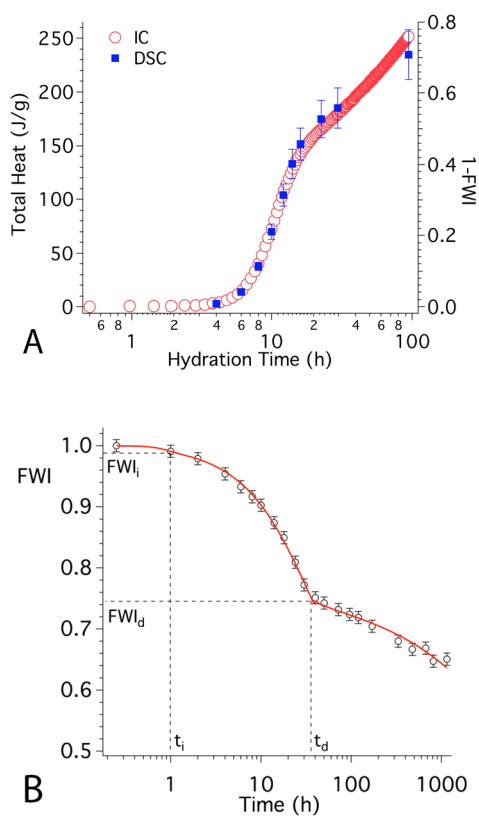 250
200
150
100
50
0
Total Heat (J/g)
IC
DSC
0.8
0.6
0.4
0.2
0.0
1-FWI
6 8 2 4 6 8 2 4 6 8
1 10 100
Hydration Time (h)
A
1.0
0.9
0.8
0.7
0.6
0.5
FWI
FWIi
FWId
ti
td
1 10 100 1000
Time (h)
B